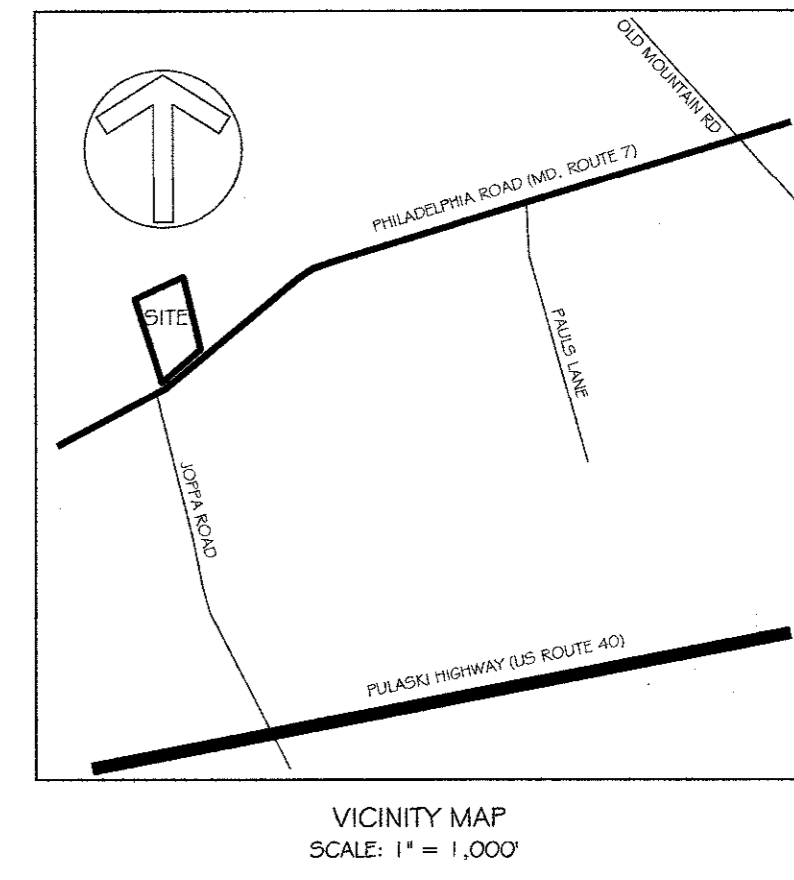 OLD MOUNTAIN RD
PHILADELPHIA ROAD (MD. ROUTE 7)
SITE
PAULS LANE
JOPPA ROAD
PULASKI HIGHWAY (US ROUTE 40)
VICINITY MAP
SCALE: 1" = 1,000'